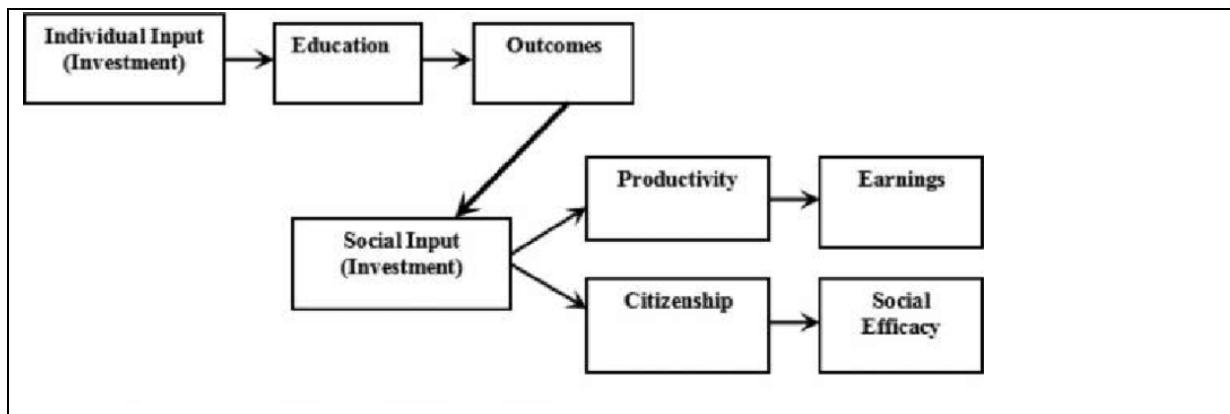 Individual Input
(Investment)
Education
Outcomes
Social Input
(Investment)
Productivity
Earnings
Citizenship
Social
Efficacy